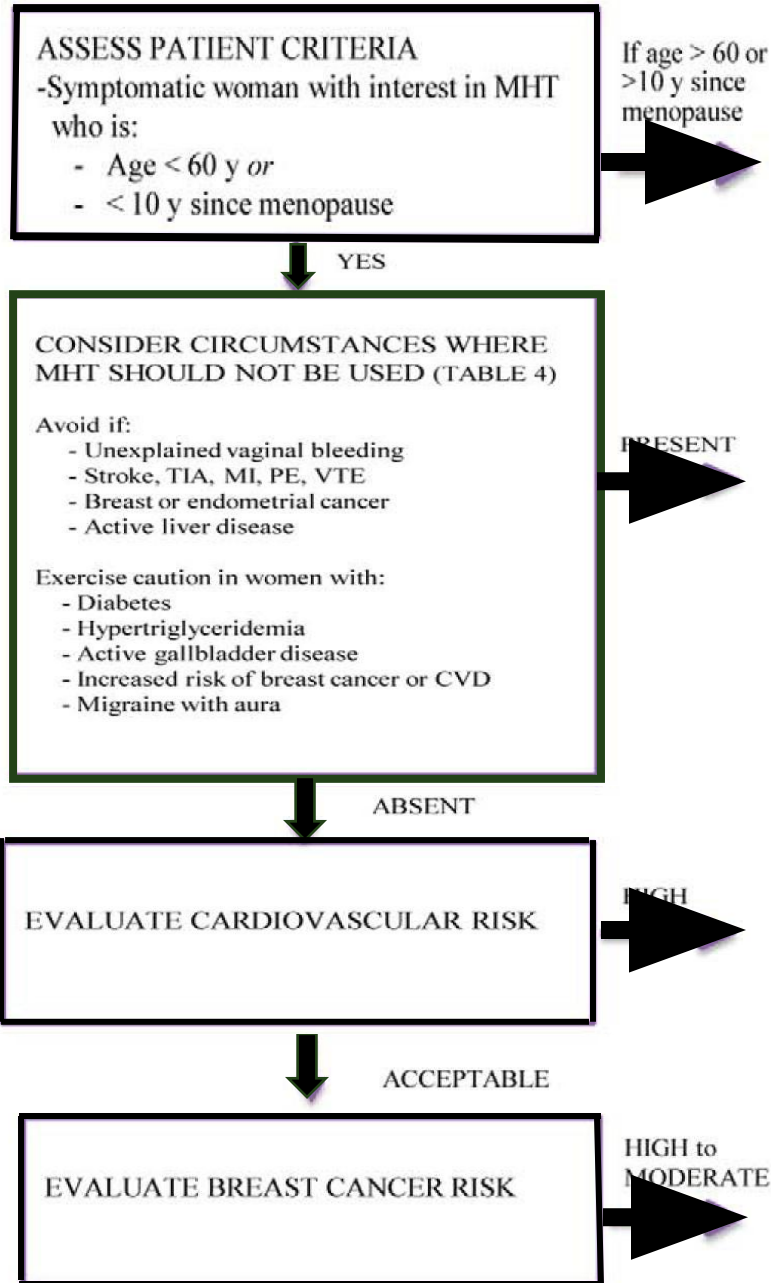 ASSESS PATIENT CRITERIA
-Symptomatic woman with interest in MHT
who is:
- Age < 60 y or
- < 10 y since menopause
If age > 60 or
>10 y since
menopause
YES
CONSIDER CIRCUMSTANCES WHERE
MHT SHOULD NOT BE USED (TABLE 4)
Avoid if:
- Unexplained vaginal bleeding
- Stroke, TIA, MI, PE, VTE
- Breast or endometrial cancer
- Active liver disease
Exercise caution in women with:
- Diabetes
- Hypertriglyceridemia
- Active gallbladder disease
- Increased risk of breast cancer or CVD
- Migraine with aura
PRESENT
ABSENT
EVALUATE CARDIOVASCULAR RISK
HIGH
ACCEPTABLE
EVALUATE BREAST CANCER RISK
HIGH to
MODERATE